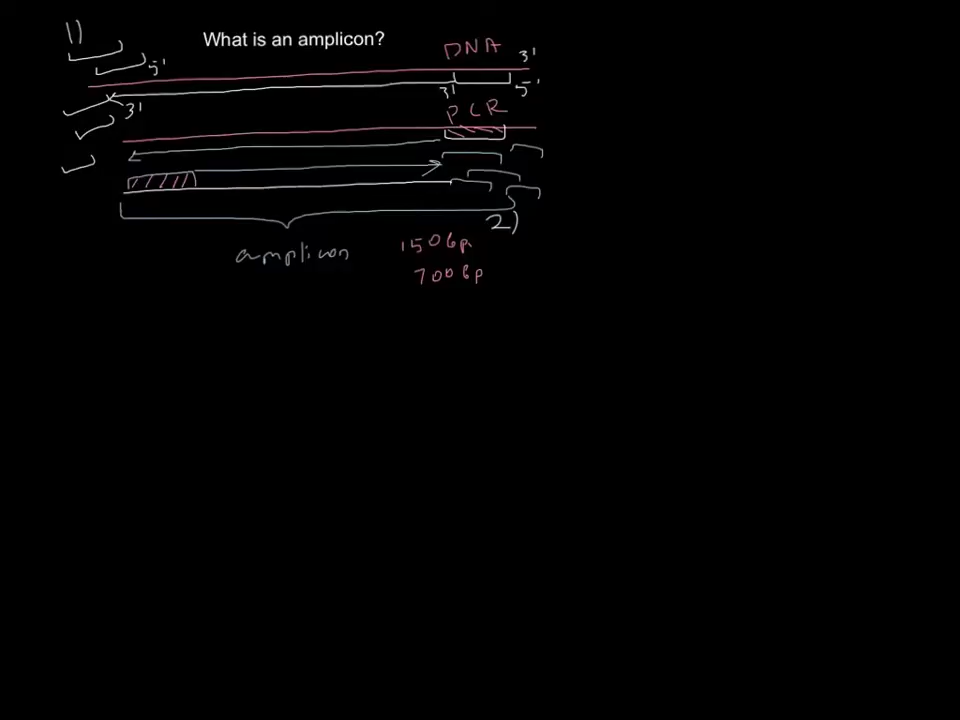 1)
What is an amplicon?
DNA
5'
3'
3'
3'
5'
PCR
2)
amplicon
150bp
700bp